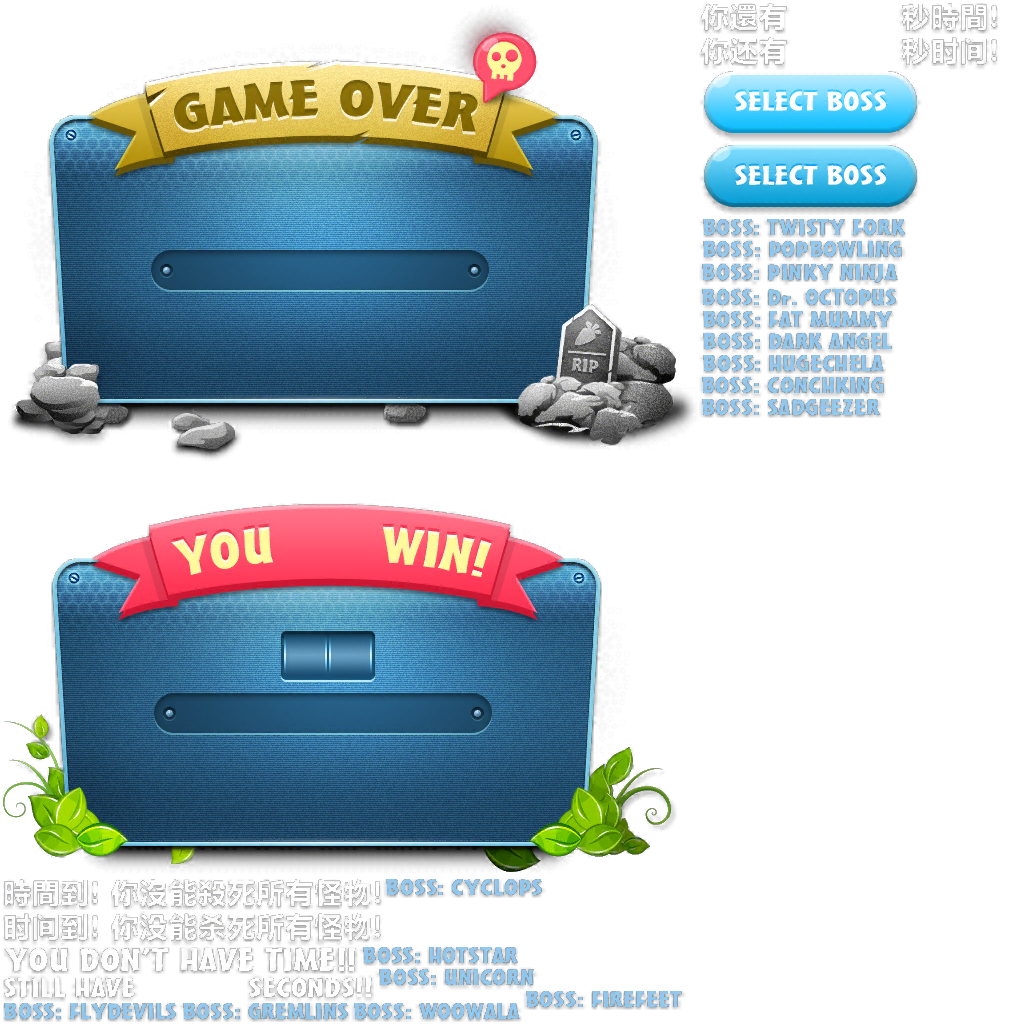 GAME OVER
RIP
你還有 秒時間!
你还有 秒时间!
SELECT BOSS
SELECT BOSS
BOSS: TWISTY FORK
BOSS: POPBOWLING
BOSS: PINKY NINJA
BOSS: Dr. OCTOPUS
BOSS: FAT MUMMY
BOSS: DARK ANGEL
BOSS: HUGECHELA
BOSS: CONCHKING
BOSS: SADGEEZER
YOU WIN!
時間到! 你沒能殺死所有怪物!
BOSS: CYCLOPS
时间到! 你没能杀死所有怪物!
YOU DON'T HAVE TIME!!
BOSS: HOTSTAR
BOSS: UNICORN
STILL HAVE SECONDS!!
BOSS: FIREFEET
BOSS: FLYDEVILS BOSS: GREMLINS BOSS: WOOWALA